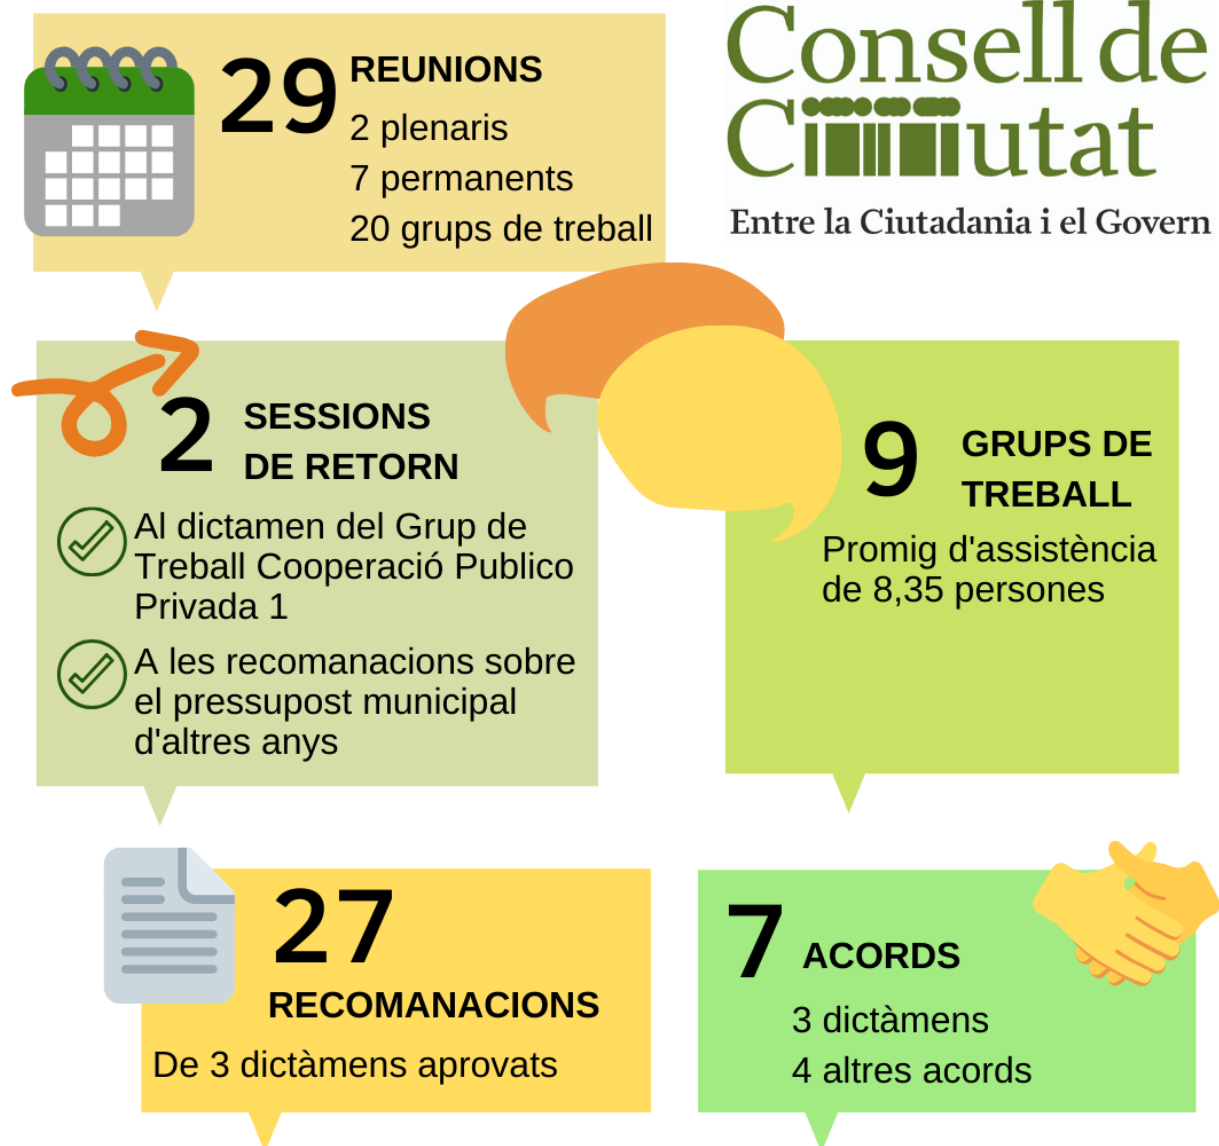 29 REUNIONS
2 plenaris
7 permanents
20 grups de treball
Consell de
Ciutat
Entre la Ciutadania i el Govern
2 SESSIONS
DE RETORN
Al dictamen del Grup de
Treball Cooperació Publico
Privada 1
A les recomanacions sobre
el pressupost municipal
d'altres anys
9 GRUPS DE
TREBALL
Promig d'assistència
de 8,35 persones
27
RECOMANACIONS
De 3 dictàmens aprovats
7 ACORDS
3 dictàmens
4 altres acords